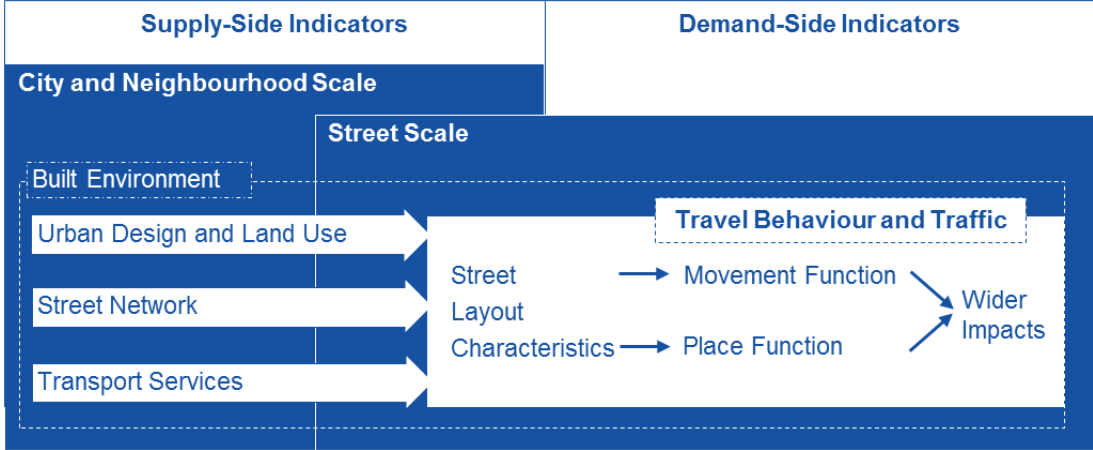 Supply-Side Indicators
Demand-Side Indicators
City and Neighbourhood Scale
Street Scale
Built Environment
Urban Design and Land Use
Street Network
Transport Services
Travel Behaviour and Traffic
Street
Layout
Characteristics
Movement Function
Place Function
Wider
Impacts